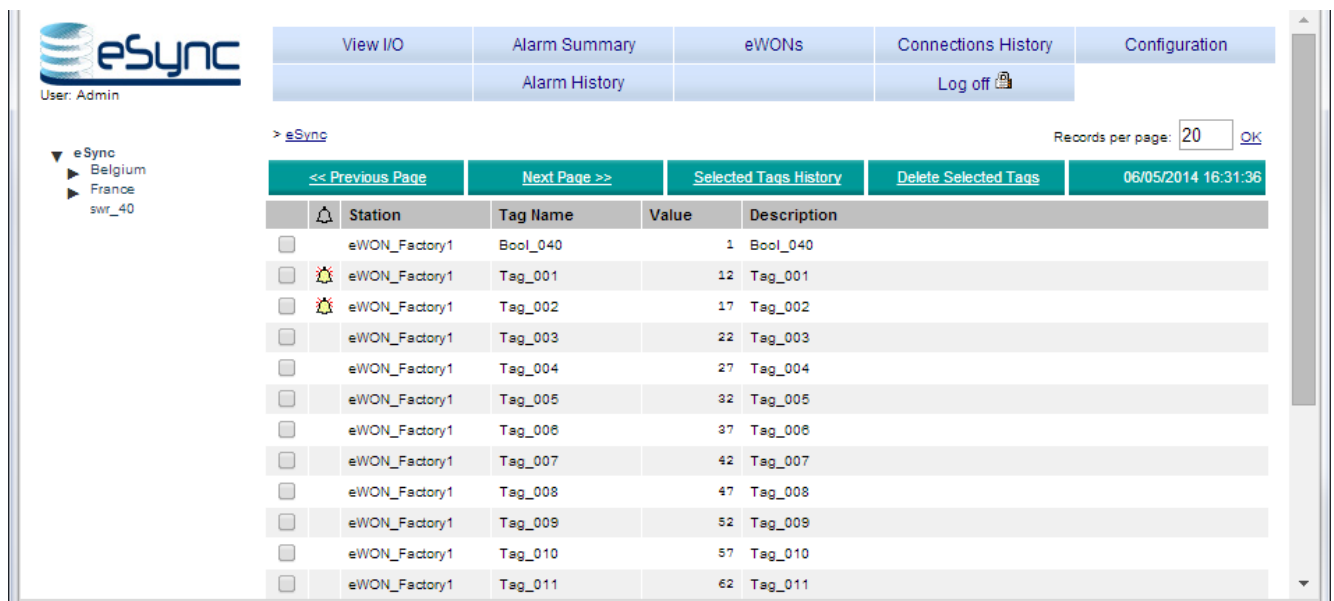 eSync
User: Admin
View I/O Alarm Summary eWONs Connections History Configuration
Alarm History Log off
eSync
Belgium
France
swr_40
> eSync Records per page: 20 OK
<< Previous Page Next Page >> Selected Tags History Delete Selected Tags 06/05/2014 16:31:36
Station Tag Name Value Description
eWON_Factory1 Bool_040 1 Bool_040
eWON_Factory1 Tag_001 12 Tag_001
eWON_Factory1 Tag_002 17 Tag_002
eWON_Factory1 Tag_003 22 Tag_003
eWON_Factory1 Tag_004 27 Tag_004
eWON_Factory1 Tag_005 32 Tag_005
eWON_Factory1 Tag_006 37 Tag_006
eWON_Factory1 Tag_007 42 Tag_007
eWON_Factory1 Tag_008 47 Tag_008
eWON_Factory1 Tag_009 52 Tag_009
eWON_Factory1 Tag_010 57 Tag_010
eWON_Factory1 Tag_011 62 Tag_011